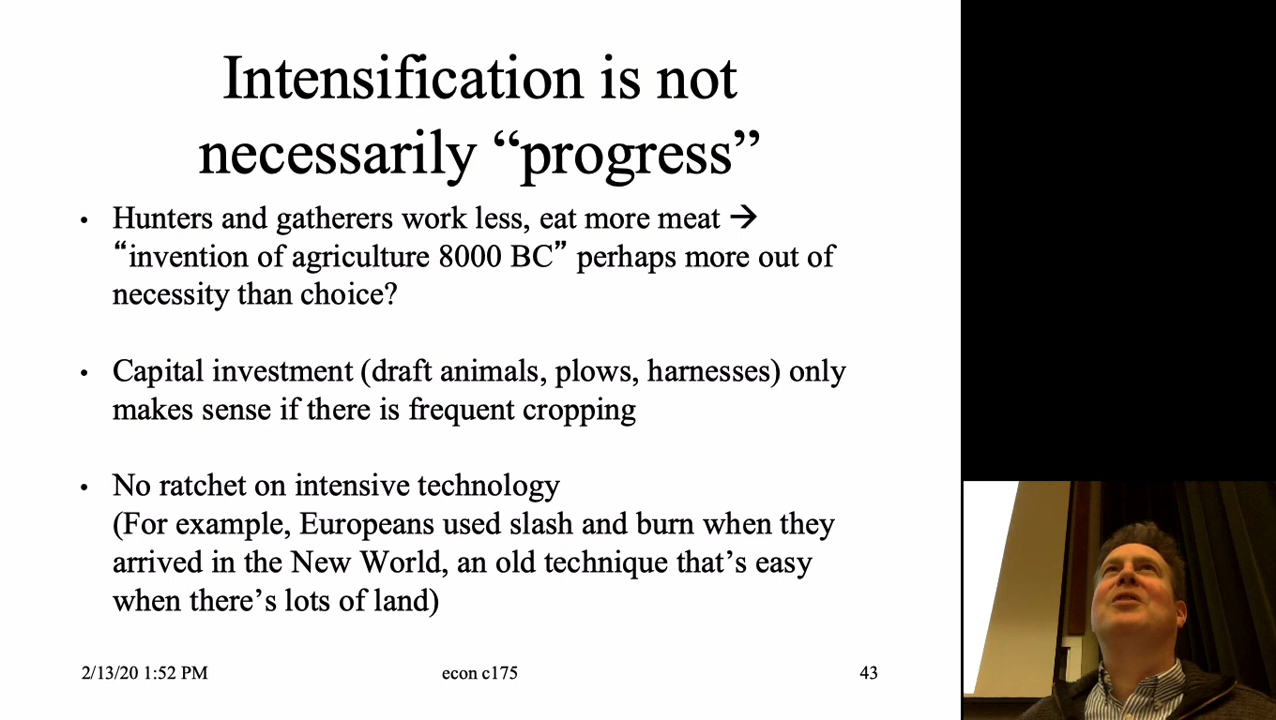 Intensification is not
necessarily “progress”
• Hunters and gatherers work less, eat more meat →
“invention of agriculture 8000 BC” perhaps more out of
necessity than choice?
• Capital investment (draft animals, plows, harnesses) only
makes sense if there is frequent cropping
• No ratchet on intensive technology
(For example, Europeans used slash and burn when they
arrived in the New World, an old technique that’s easy
when there’s lots of land)
2/13/20 1:52 PM
econ c175
43